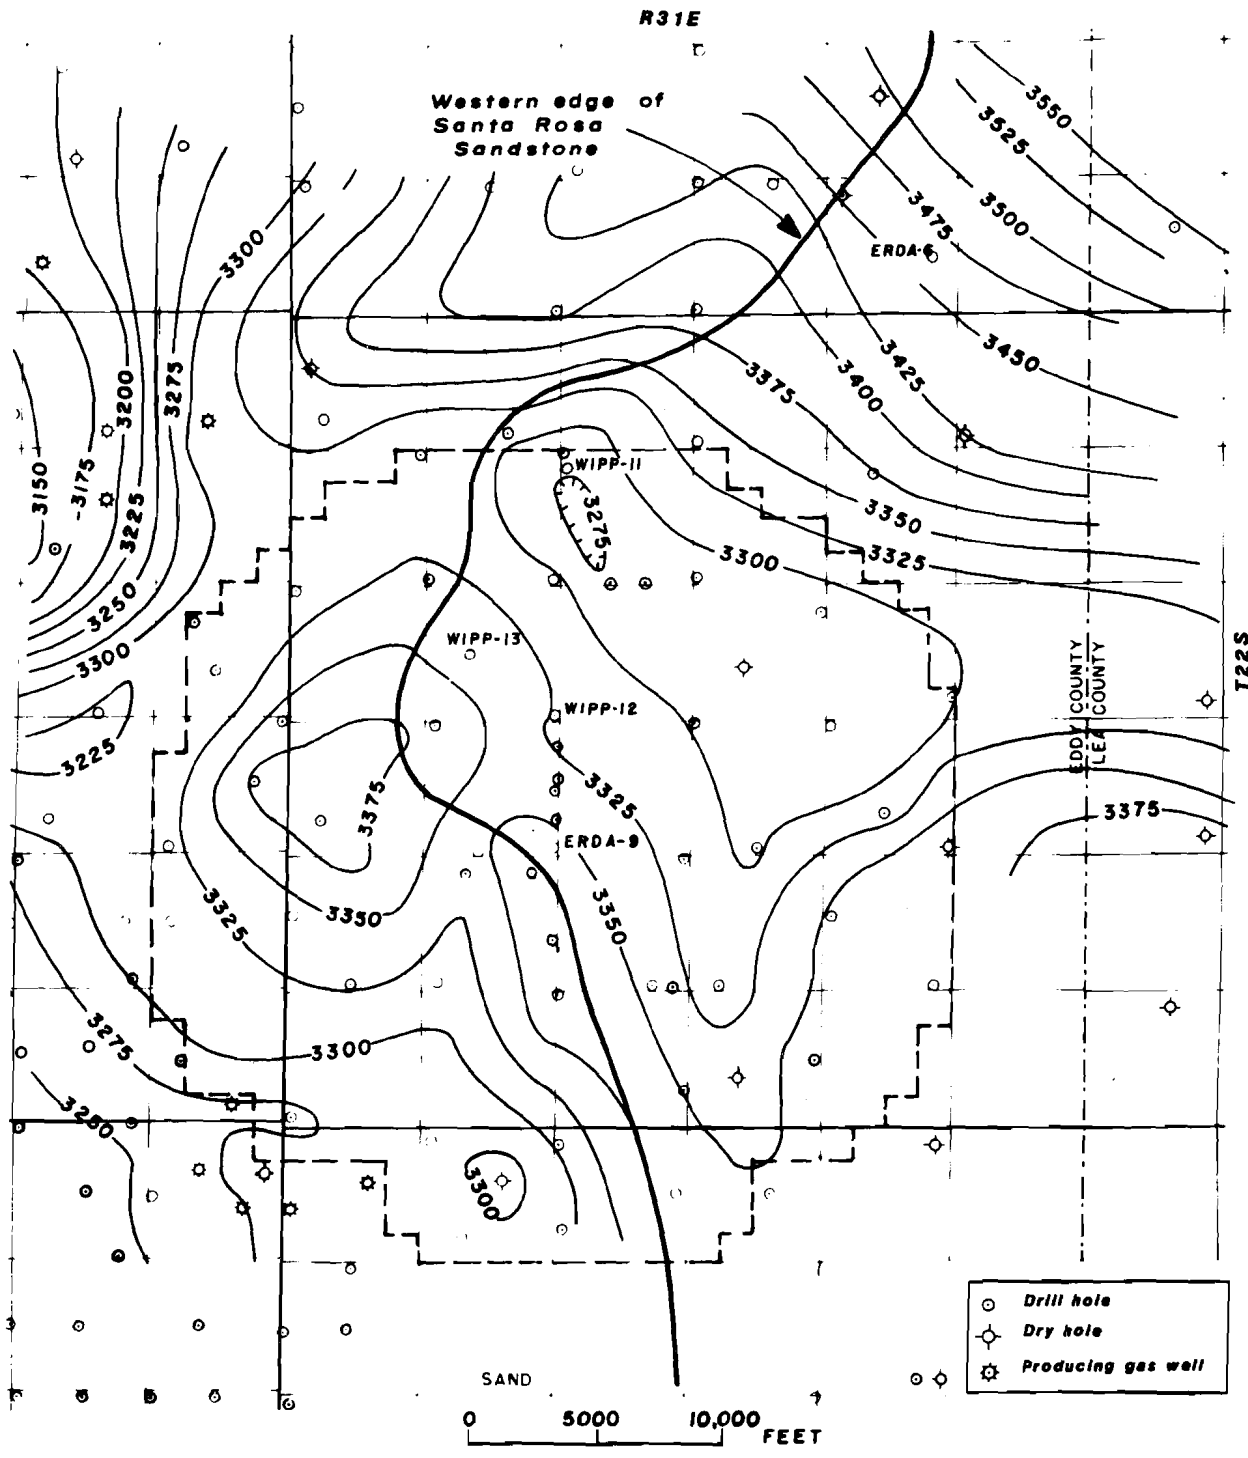 R31E
Western edge of
Santa Rosa
Sandstone
3550
3525
3500
3475
ERDA-6
3300
3450
3425
3400
3375
3200
3275
3150
3175
3225
3250
3300
WIPP-11
3275
3350
3325
3300
WIPP-13
WIPP-12
T22S
EDDY COUNTY
LEA COUNTY
3225
3375
3325
3375
ERDA-9
3350
3325
3350
3275
3300
3250
3300
Drill hole
Dry hole
Producing gas well
SAND
0 5000 10,000 FEET